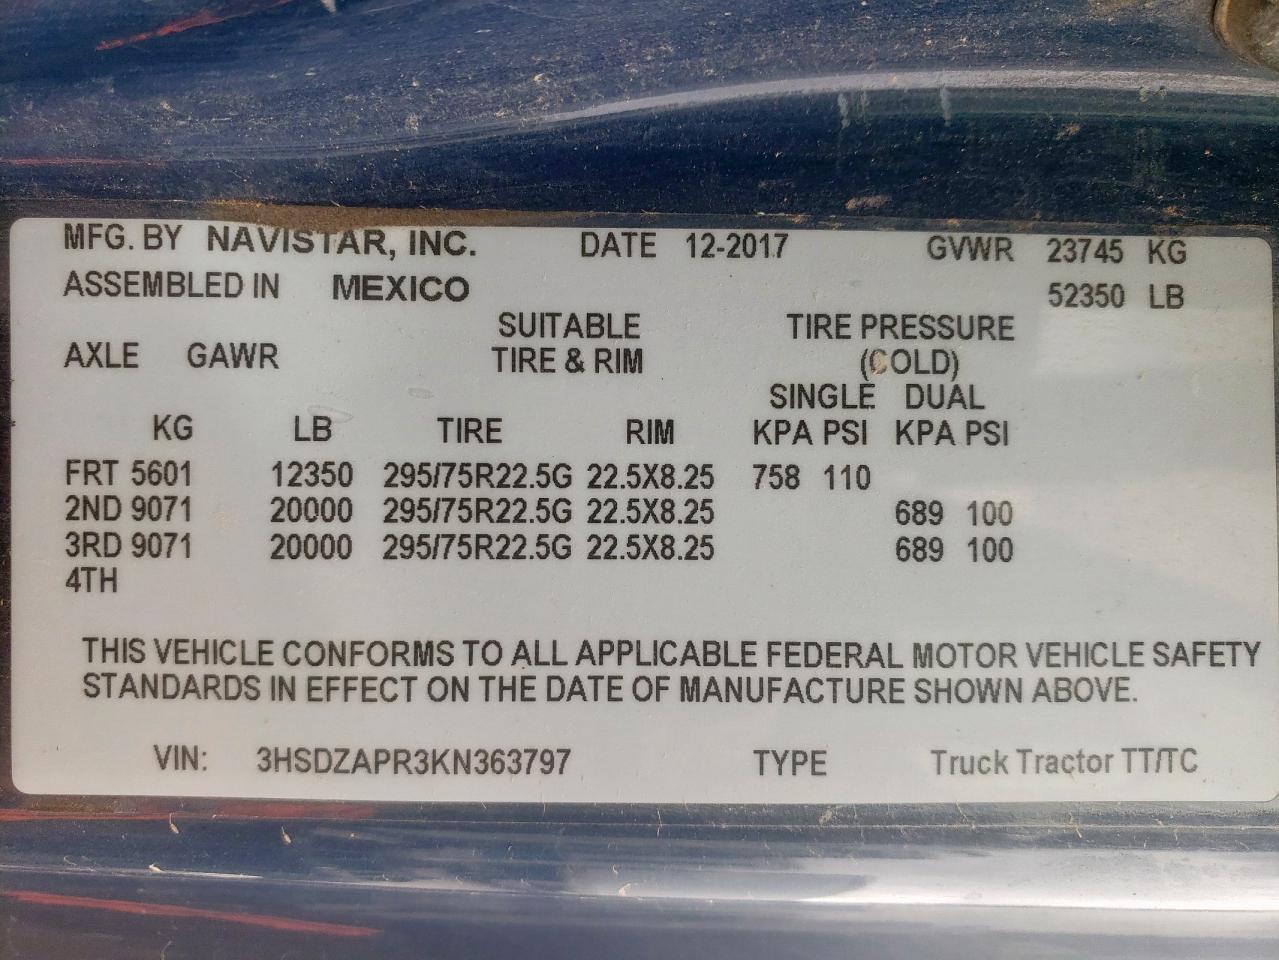 MFG. BY NAVISTAR, INC. DATE 12-2017 GVWR 23745 KG
ASSEMBLED IN MEXICO 52350 LB
SUITABLE TIRE PRESSURE
AXLE GAWR TIRE & RIM (COLD)
SINGLE DUAL
KG LB TIRE RIM KPA PSI KPA PSI
FRT 5601 12350 295/75R22.5G 22.5X8.25 758 110
2ND 9071 20000 295/75R22.5G 22.5X8.25 689 100
3RD 9071 20000 295/75R22.5G 22.5X8.25 689 100
4TH
THIS VEHICLE CONFORMS TO ALL APPLICABLE FEDERAL MOTOR VEHICLE SAFETY
STANDARDS IN EFFECT ON THE DATE OF MANUFACTURE SHOWN ABOVE.
VIN: 3HSDZAPR3KN363797 TYPE Truck Tractor TT/TC